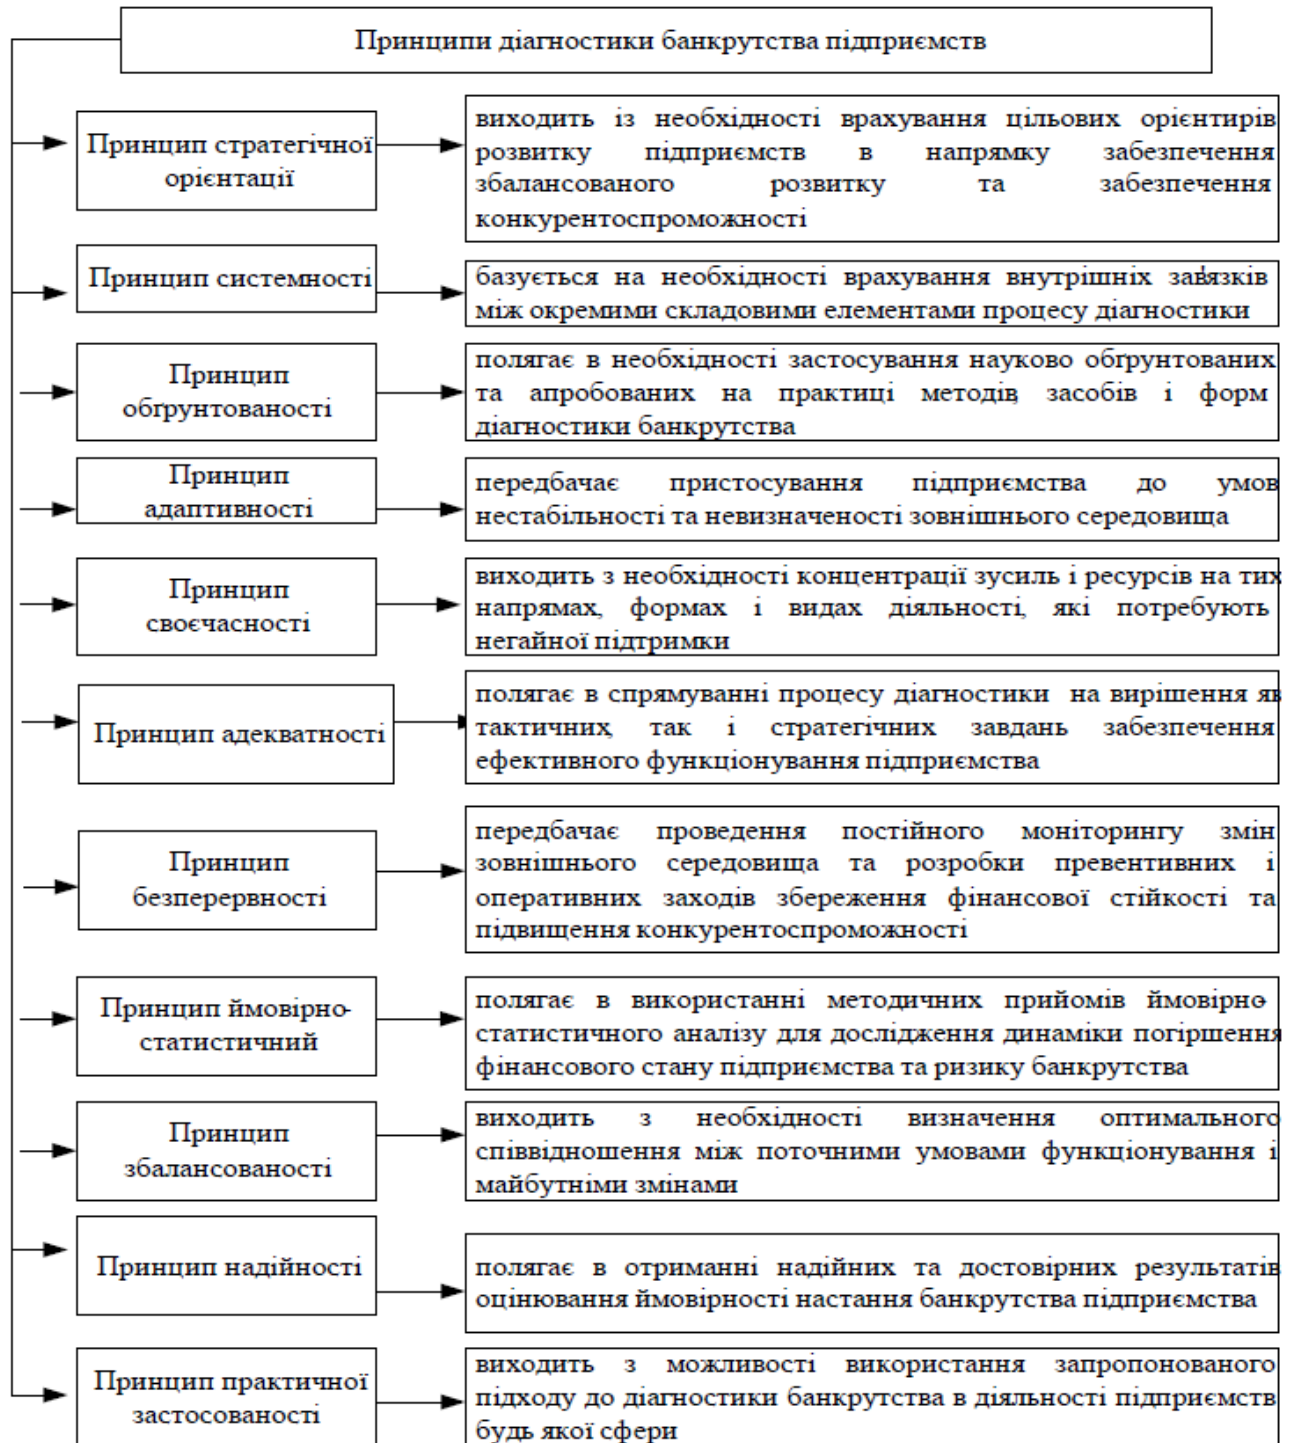 Принципи діагностики банкрутства підприємств
Принцип стратегічної
орієнтації
виходить із необхідності врахування цільових орієнтирів
розвитку підприємств в напрямку забезпечення
збалансованого розвитку та забезпечення
конкурентоспроможності
Принцип системності
базується на необхідності врахування внутрішніх зав'язків
між окремими складовими елементами процесу діагностики
Принцип
обґрунтованості
полягає в необхідності застосування науково обґрунтованих
та апробованих на практиці методів, засобів і форм
діагностики банкрутства
Принцип
адаптивності
передбачає пристосування підприємства до умов
нестабільності та невизначеності зовнішнього середовища
Принцип
своєчасності
виходить з необхідності концентрації зусиль і ресурсів на тих
напрямах, формах і видах діяльності, які потребують
негайної підтримки
Принцип адекватності
полягає в спрямуванні процесу діагностики на вирішення як
тактичних, так і стратегічних завдань забезпечення
ефективного функціонування підприємства
Принцип
безперервності
передбачає проведення постійного моніторингу змін
зовнішнього середовища та розробки превентивних і
оперативних заходів збереження фінансової стійкості та
підвищення конкурентоспроможності
Принцип ймовірно-
статистичний
полягає в використанні методичних прийомів ймовірно-
статистичного аналізу для дослідження динаміки погіршення
фінансового стану підприємства та ризику банкрутства
Принцип
збалансованості
виходить з необхідності визначення оптимального
співвідношення між поточними умовами функціонування і
майбутніми змінами
Принцип надійності
полягає в отриманні надійних та достовірних результатів
оцінювання ймовірності настання банкрутства підприємства
Принцип практичної
застосованості
виходить з можливості використання запропонованого
підходу до діагностики банкрутства в діяльності підприємств
будь якої сфери